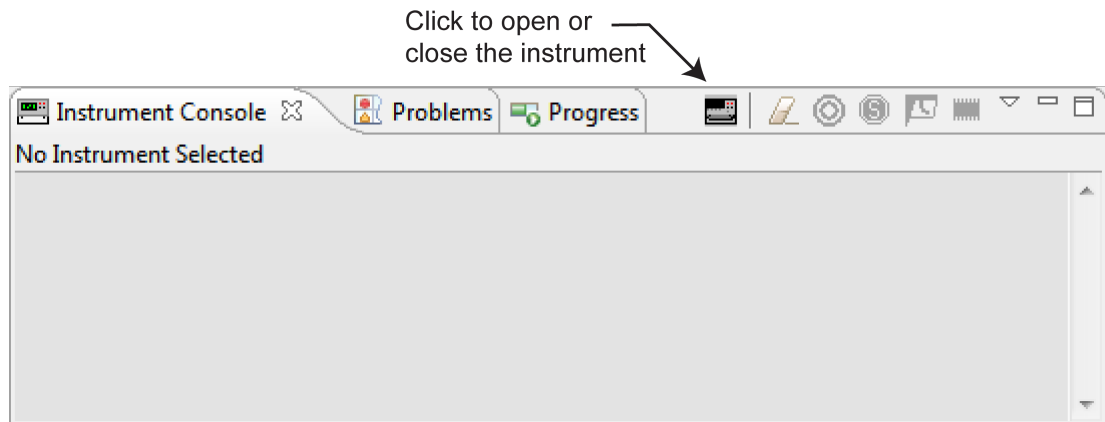 Click to open or
close the instrument
Instrument Console Problems Progress
No Instrument Selected